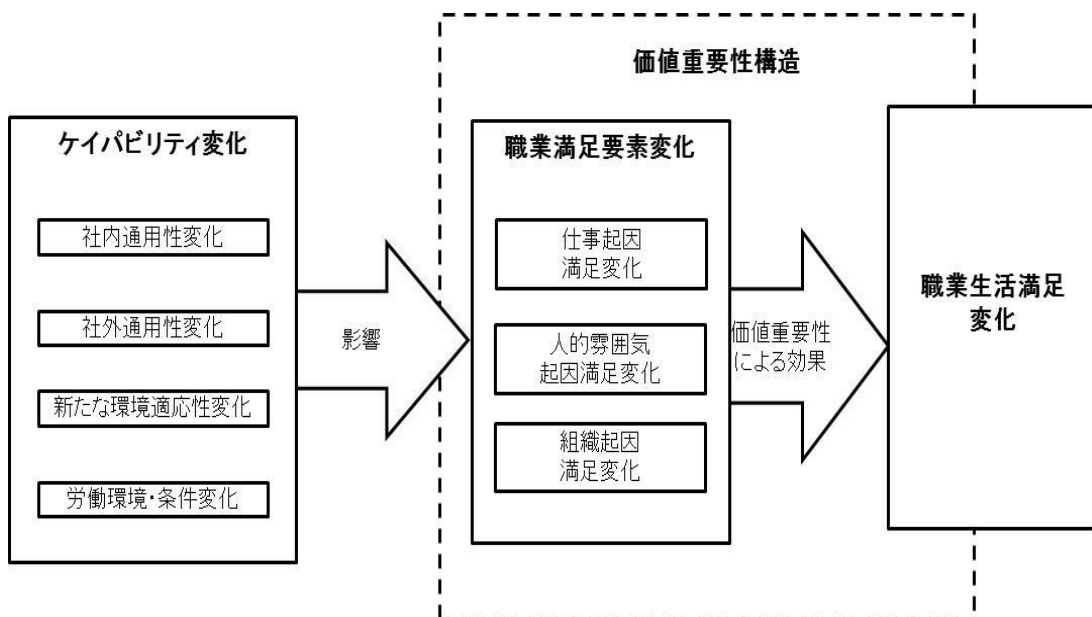 価値重要性構造
ケイパビリティ変化
社内通用性変化
社外通用性変化
新たな環境適応性変化
労働環境・条件変化
影響
職業満足要素変化
仕事起因
満足変化
人的雰囲気
起因満足変化
組織起因
満足変化
価値重要性
による効果
職業生活満足
変化